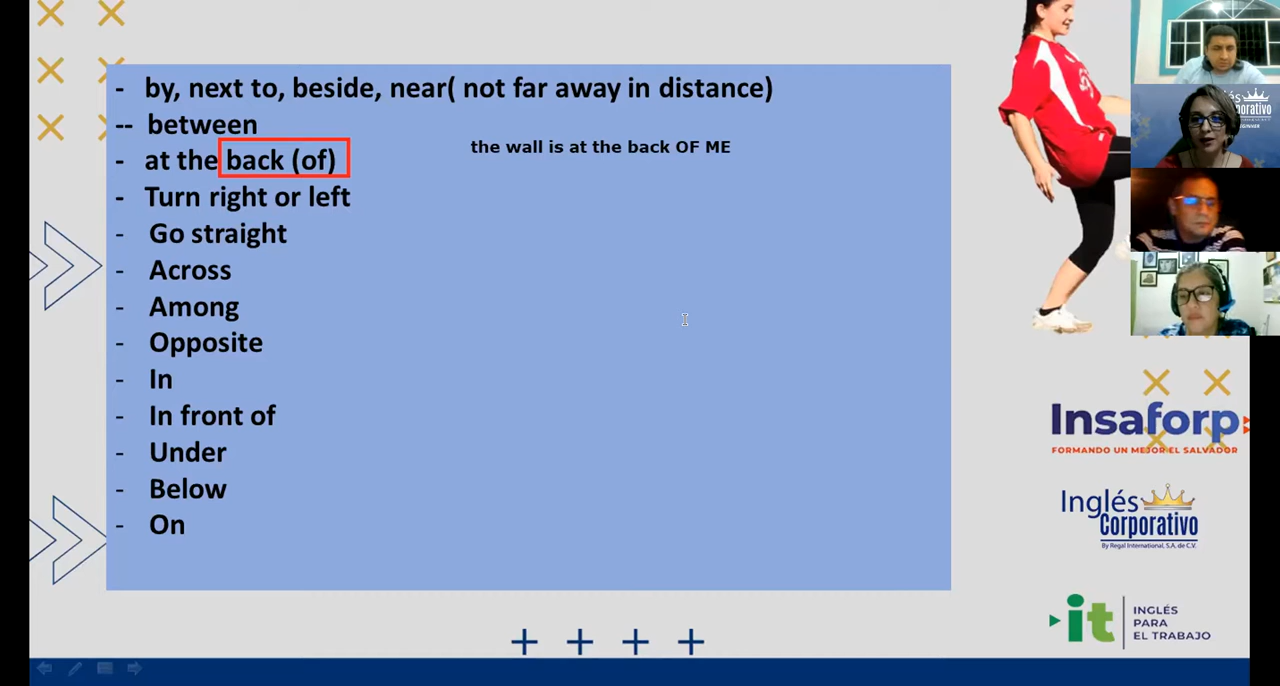 - by, next to, beside, near( not far away in distance)
-- between
- at the back (of)
the wall is at the back OF ME
- Turn right or left
- Go straight
- Across
- Among
- Opposite
- In
- In front of
- Under
- Below
- On
Insaforp
FORMANDO UN MEJOR EL SALVADOR
Inglés
Corporativo
By Regal International, S.A. de C.V.
it
INGLÉS
PARA
EL TRABAJO